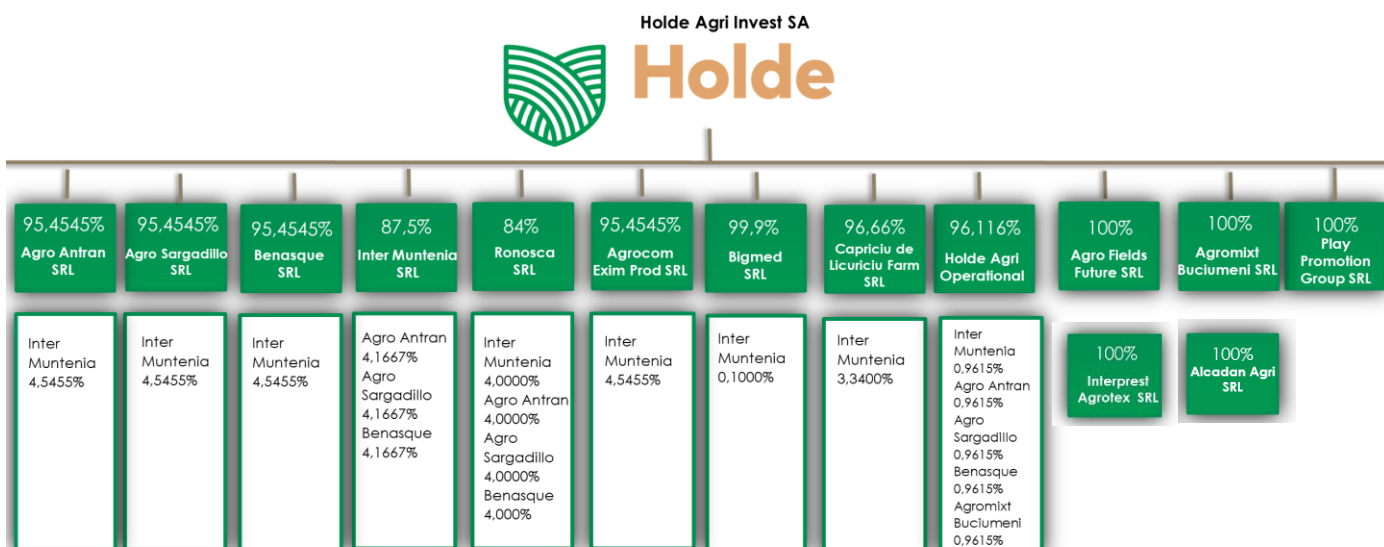 Holde Agri Invest SA
Holde
95,4545%
Agro Antran
SRL
95,4545%
Agro Sargadillo
SRL
95,4545%
Benasque
SRL
87,5%
Inter Muntenia
SRL
84%
Ronosca
SRL
95,4545%
Agrocom
Exim Prod SRL
99,9%
Bigmed
SRL
96,66%
Capriciu de
Licuriciu Farm
SRL
96,116%
Holde Agri
Operational
100%
Agro Fields
Future SRL
100%
Agromixt
Buciumeni SRL
100%
Play
Promotion
Group SRL
Inter
Muntenia
4,5455%
Inter
Muntenia
4,5455%
Inter
Muntenia
4,5455%
Agro Antran
4,1667%
Agro
Sargadillo
4,1667%
Benasque
4,1667%
Inter
Muntenia
4,0000%
Agro Antran
4,0000%
Agro
Sargadillo
4,0000%
Benasque
4,000%
Inter
Muntenia
4,5455%
Inter
Muntenia
0,1000%
Inter
Muntenia
3,3400%
Inter
Muntenia
0,9615%
Agro Antran
0,9615%
Agro
Sargadillo
0,9615%
Benasque
0,9615%
Agromixt
Buciumeni
0,9615%
100%
Interprest
Agrotex SRL
100%
Alcadan Agri
SRL